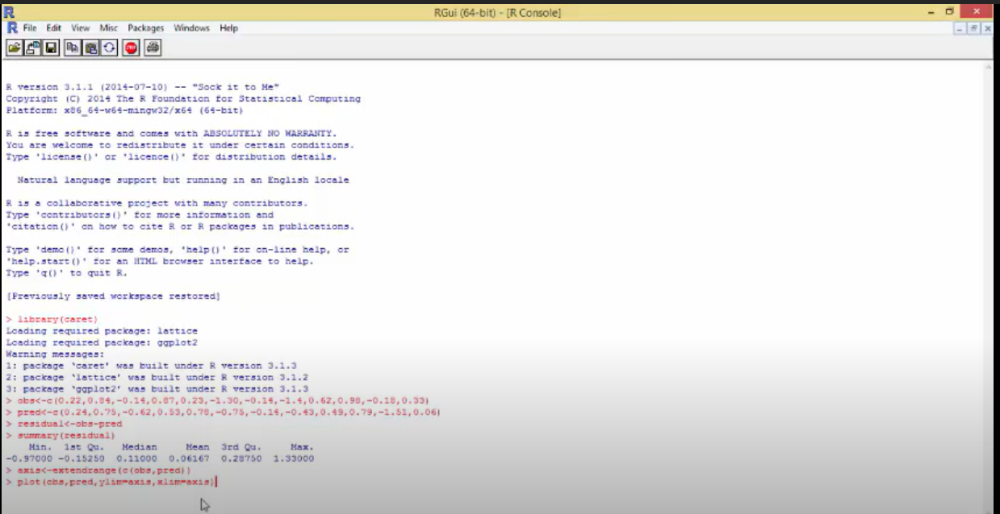 RGui (64-bit) - [R Console]
File Edit View Misc Packages Windows Help
STOP
R version 3.1.1 (2014-07-10) -- "Sock it to Me"
Copyright (C) 2014 The R Foundation for Statistical Computing
Platform: x86_64-w64-mingw32/x64 (64-bit)
R is free software and comes with ABSOLUTELY NO WARRANTY.
You are welcome to redistribute it under certain conditions.
Type 'license()' or 'licence()' for distribution details.
Natural language support but running in an English locale
R is a collaborative project with many contributors.
Type 'contributors()' for more information and
'citation()' on how to cite R or R packages in publications.
Type 'demo()' for some demos, 'help()' for on-line help, or
'help.start()' for an HTML browser interface to help.
Type 'q()' to quit R.
[Previously saved workspace restored]
> library(caret)
Loading required package: lattice
Loading required package: ggplot2
Warning messages:
1: package ‘caret’ was built under R version 3.1.3
2: package ‘lattice’ was built under R version 3.1.2
3: package ‘ggplot2’ was built under R version 3.1.3
> obs<-c(0.22,0.84,-0.14,0.87,0.23,-1.30,-0.14,-1.4,0.62,0.98,-0.18,0.33)
> pred<-c(0.24,0.75,-0.62,0.53,0.78,-0.75,-0.14,-0.43,0.49,0.79,-1.51,0.06)
> residual<-obs-pred
> summary(residual)
Min. 1st Qu. Median Mean 3rd Qu. Max.
-0.97000 -0.15250 0.11000 0.06167 0.28750 1.33000
> axis<-extendrange(c(obs,pred))
> plot(obs,pred,ylim=axis,xlim=axis)